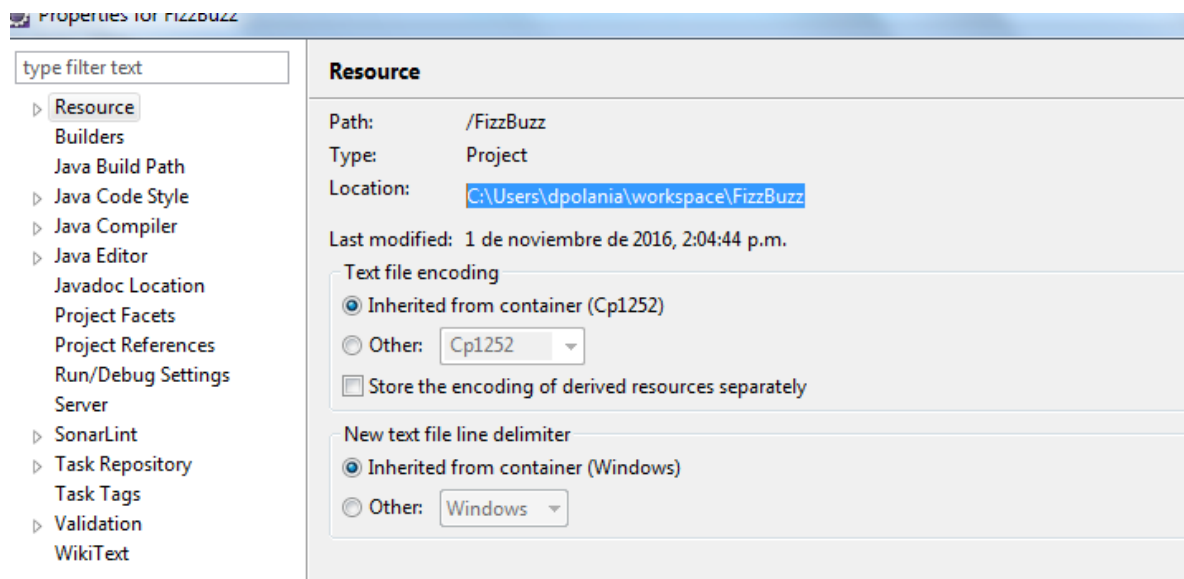 Properties for FizzBuzz
type filter text
Resource
Builders
Java Build Path
Java Code Style
Java Compiler
Java Editor
Javadoc Location
Project Facets
Project References
Run/Debug Settings
Server
SonarLint
Task Repository
Task Tags
Validation
WikiText
Resource
Path: /FizzBuzz
Type: Project
Location: C:\Users\dpolania\workspace\FizzBuzz
Last modified: 1 de noviembre de 2016, 2:04:44 p.m.
Text file encoding
Inherited from container (Cp1252)
Other: Cp1252
Store the encoding of derived resources separately
New text file line delimiter
Inherited from container (Windows)
Other: Windows